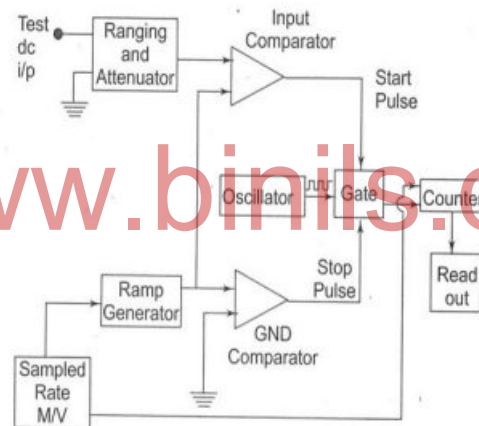 Test
dc
i/p
Ranging
and
Attenuator
Input
Comparator
Start
Pulse
www.binils.c
Oscillator
Gate
Counter
Stop
Pulse
Read
out
Ramp
Generator
GND
Comparator
Sampled
Rate
M/V